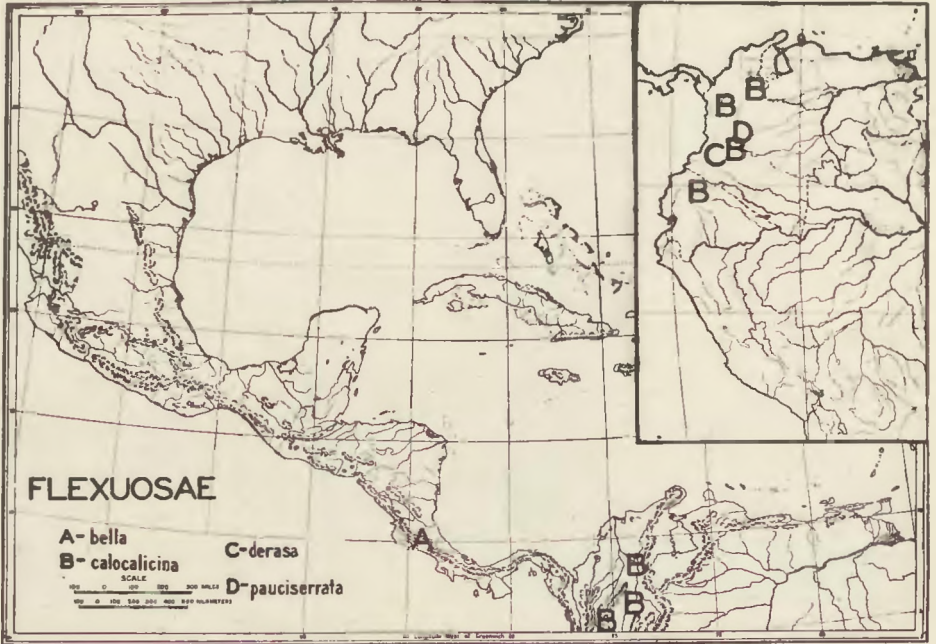 B
B
D
C B
B
FLEXUOSAE
A- bella
B- calocalicina
C-derasa
D-pauciserrata
SCALE
A
B
B
B